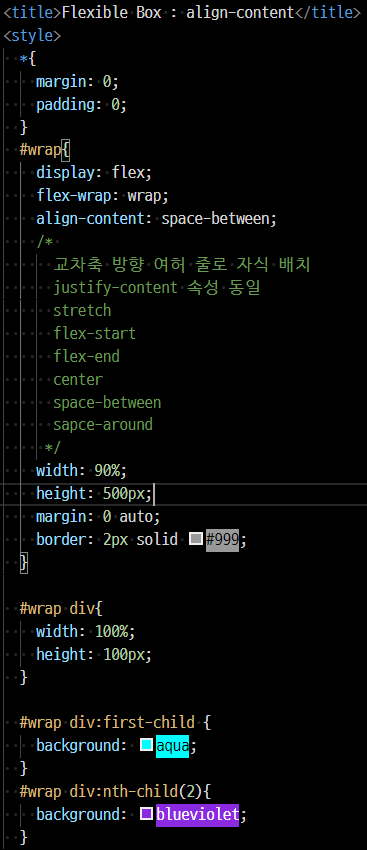 <title>Flexible Box : align-content</title>
<style>
*{
margin: 0;
padding: 0;
}
#wrap{
display: flex;
flex-wrap: wrap;
align-content: space-between;
/*
교차축 방향 여허 줄로 자식 배치
justify-content 속성 동일
stretch
flex-start
flex-end
center
space-between
sapce-around
*/
width: 90%;
height: 500px;
margin: 0 auto;
border: 2px solid #999;
}
#wrap div{
width: 100%;
height: 100px;
}
#wrap div:first-child {
background: aqua;
}
#wrap div:nth-child(2){
background: blueviolet;
}